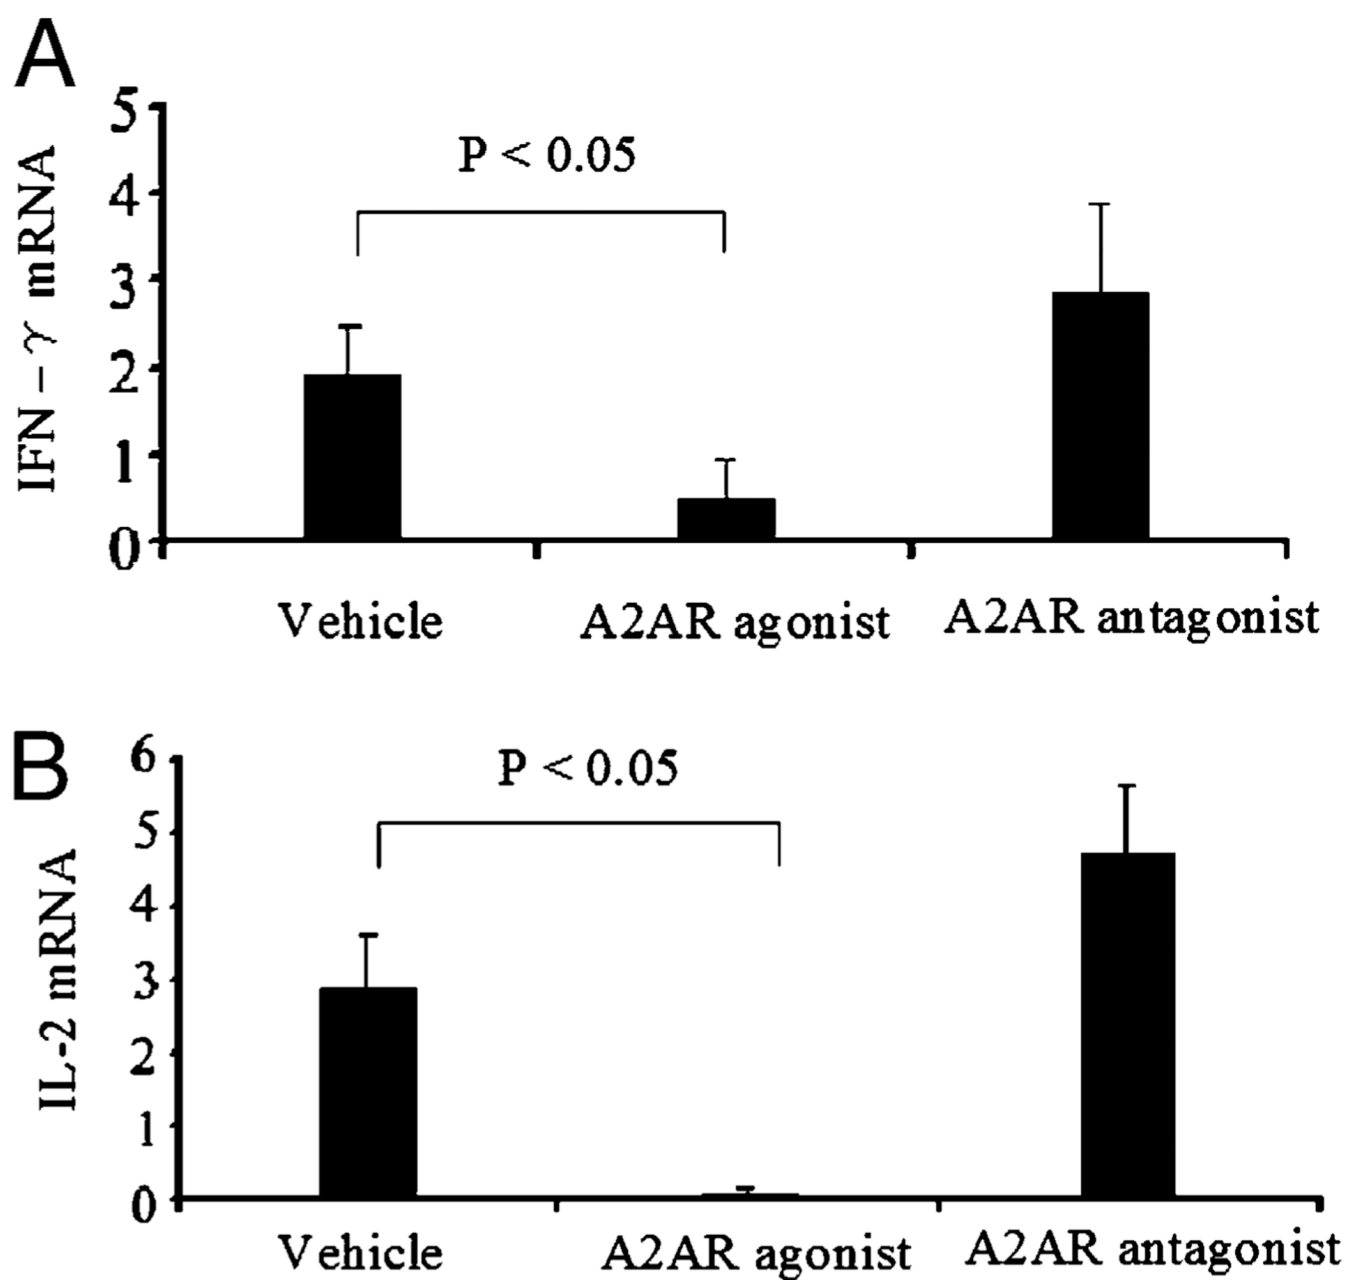 A
IFN – γ mRNA
5
4
3
2
1
0
P < 0.05
Vehicle
A2AR agonist
A2AR antagonist
B
IL-2 mRNA
6
5
4
3
2
1
0
P < 0.05
Vehicle
A2AR agonist
A2AR antagonist